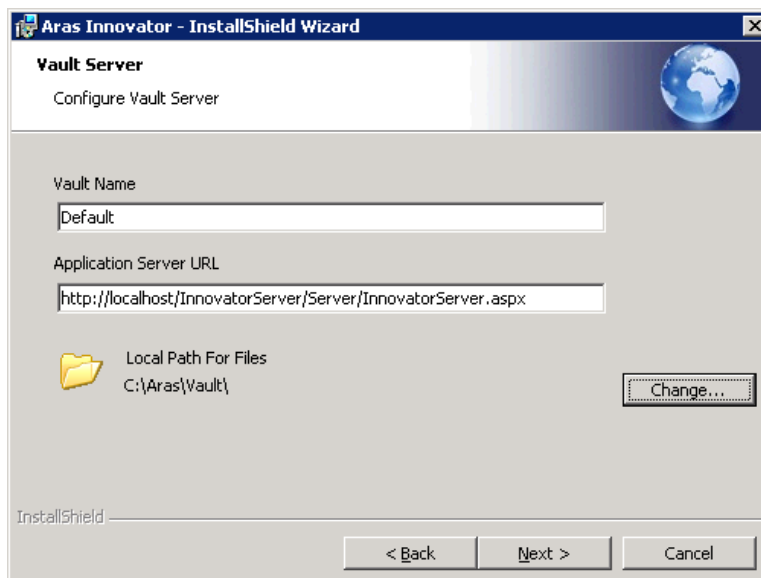 Aras Innovator - InstallShield Wizard
Vault Server
Configure Vault Server
Vault Name
Default
Application Server URL
http://localhost/InnovatorServer/Server/InnovatorServer.aspx
Local Path For Files
C:\Aras\Vault\
Change...
InstallShield
< Back Next > Cancel